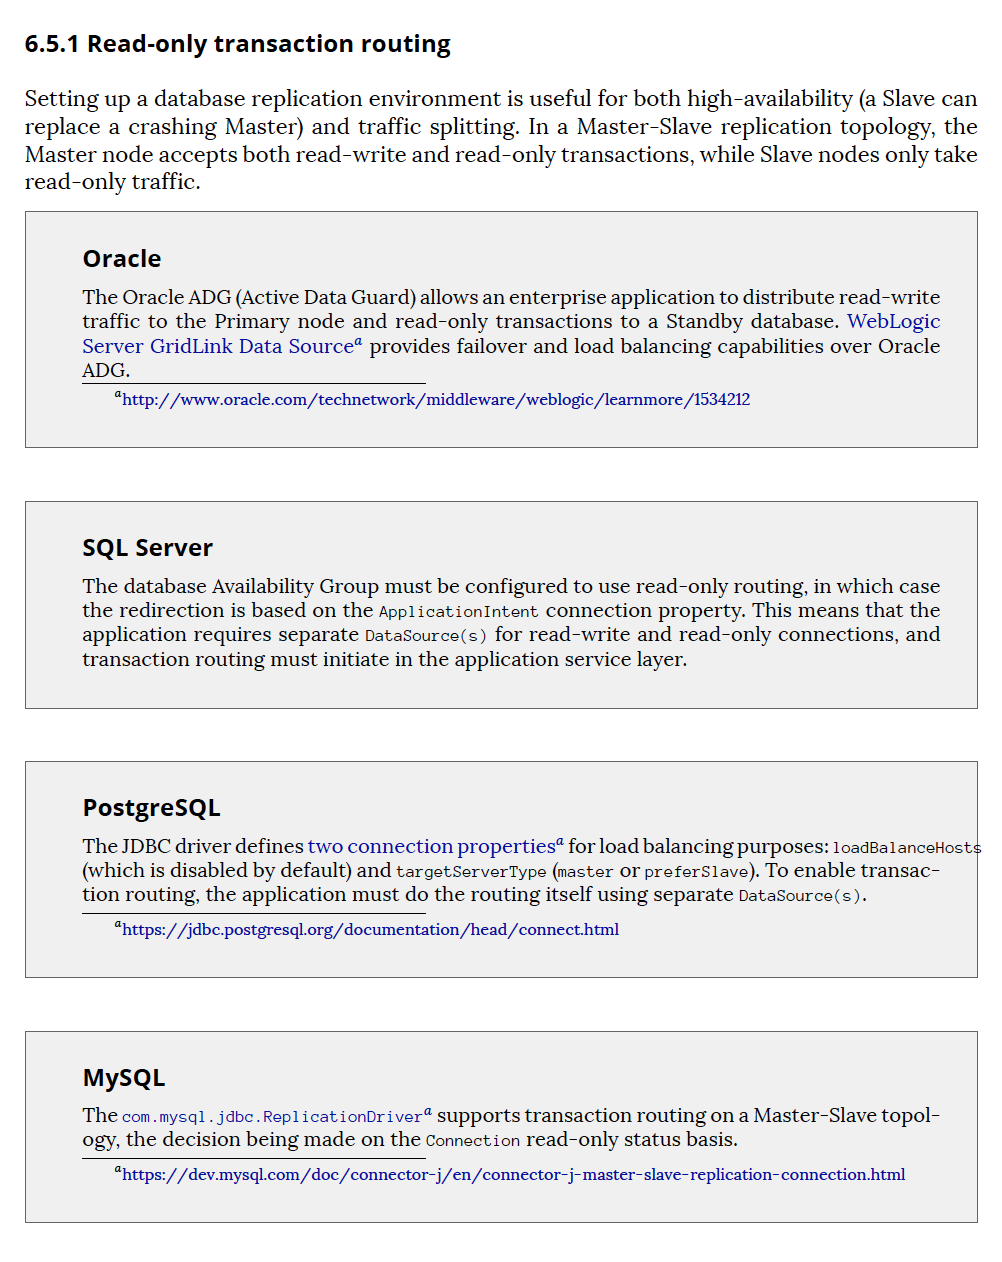 6.5.1 Read-only transaction routing
Setting up a database replication environment is useful for both high-availability (a Slave can
replace a crashing Master) and traffic splitting. In a Master-Slave replication topology, the
Master node accepts both read-write and read-only transactions, while Slave nodes only take
read-only traffic.
Oracle
The Oracle ADG (Active Data Guard) allows an enterprise application to distribute read-write
traffic to the Primary node and read-only transactions to a Standby database. WebLogic
Server GridLink Data Sourceᵃ provides failover and load balancing capabilities over Oracle
ADG.
ᵃhttp://www.oracle.com/technetwork/middleware/weblogic/learnmore/1534212
SQL Server
The database Availability Group must be configured to use read-only routing, in which case
the redirection is based on the ApplicationIntent connection property. This means that the
application requires separate DataSource(s) for read-write and read-only connections, and
transaction routing must initiate in the application service layer.
PostgreSQL
The JDBC driver defines two connection propertiesᵃ for load balancing purposes: loadBalanceHosts
(which is disabled by default) and targetServerType (master or preferSlave). To enable transac-
tion routing, the application must do the routing itself using separate DataSource(s).
ᵃhttps://jdbc.postgresql.org/documentation/head/connect.html
MySQL
The com.mysql.jdbc.ReplicationDriverᵃ supports transaction routing on a Master-Slave topol-
ogy, the decision being made on the Connection read-only status basis.
ᵃhttps://dev.mysql.com/doc/connector-j/en/connector-j-master-slave-replication-connection.html